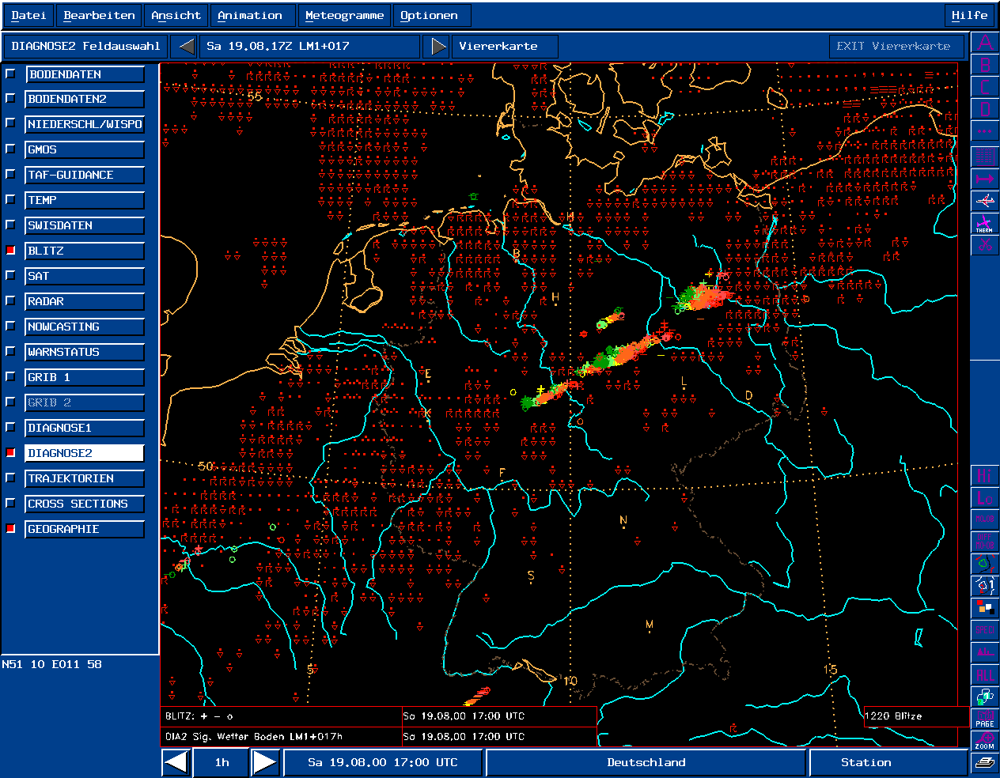 Datei Bearbeiten Ansicht Animation Meteogramme Optionen Hilfe
DIAGNOSE2 Feldauswahl Sa 19.08.17Z LM1+017 Viererkarte EXIT Viererkarte
BODENDATEN
BODENDATEN2
NIEDERSCHL/WISPO
GMOS
TAF-GUIDANCE
TEMP
SWISDATEN
BLITZ
SAT
RADAR
NOWCASTING
WARNSTATUS
GRIB 1
GRIB 2
DIAGNOSE1
DIAGNOSE2
TRAJEKTORIEN
CROSS SECTIONS
GEOGRAPHIE
N51 10 E011 58
55
H
B
H
E
L
D
K
50
F
N
S
M
5
10
15
A
B
C
D
THERM
Hi
ALL
PAGE
ZOOM
BLITZ: + - o Sa 19.08.00 17:00 UTC 1220 Blitze
DIA2 Sig. Wetter Boden LM1+017h Sa 19.08.00 17:00 UTC
1h Sa 19.08.00 17:00 UTC Deutschland Station